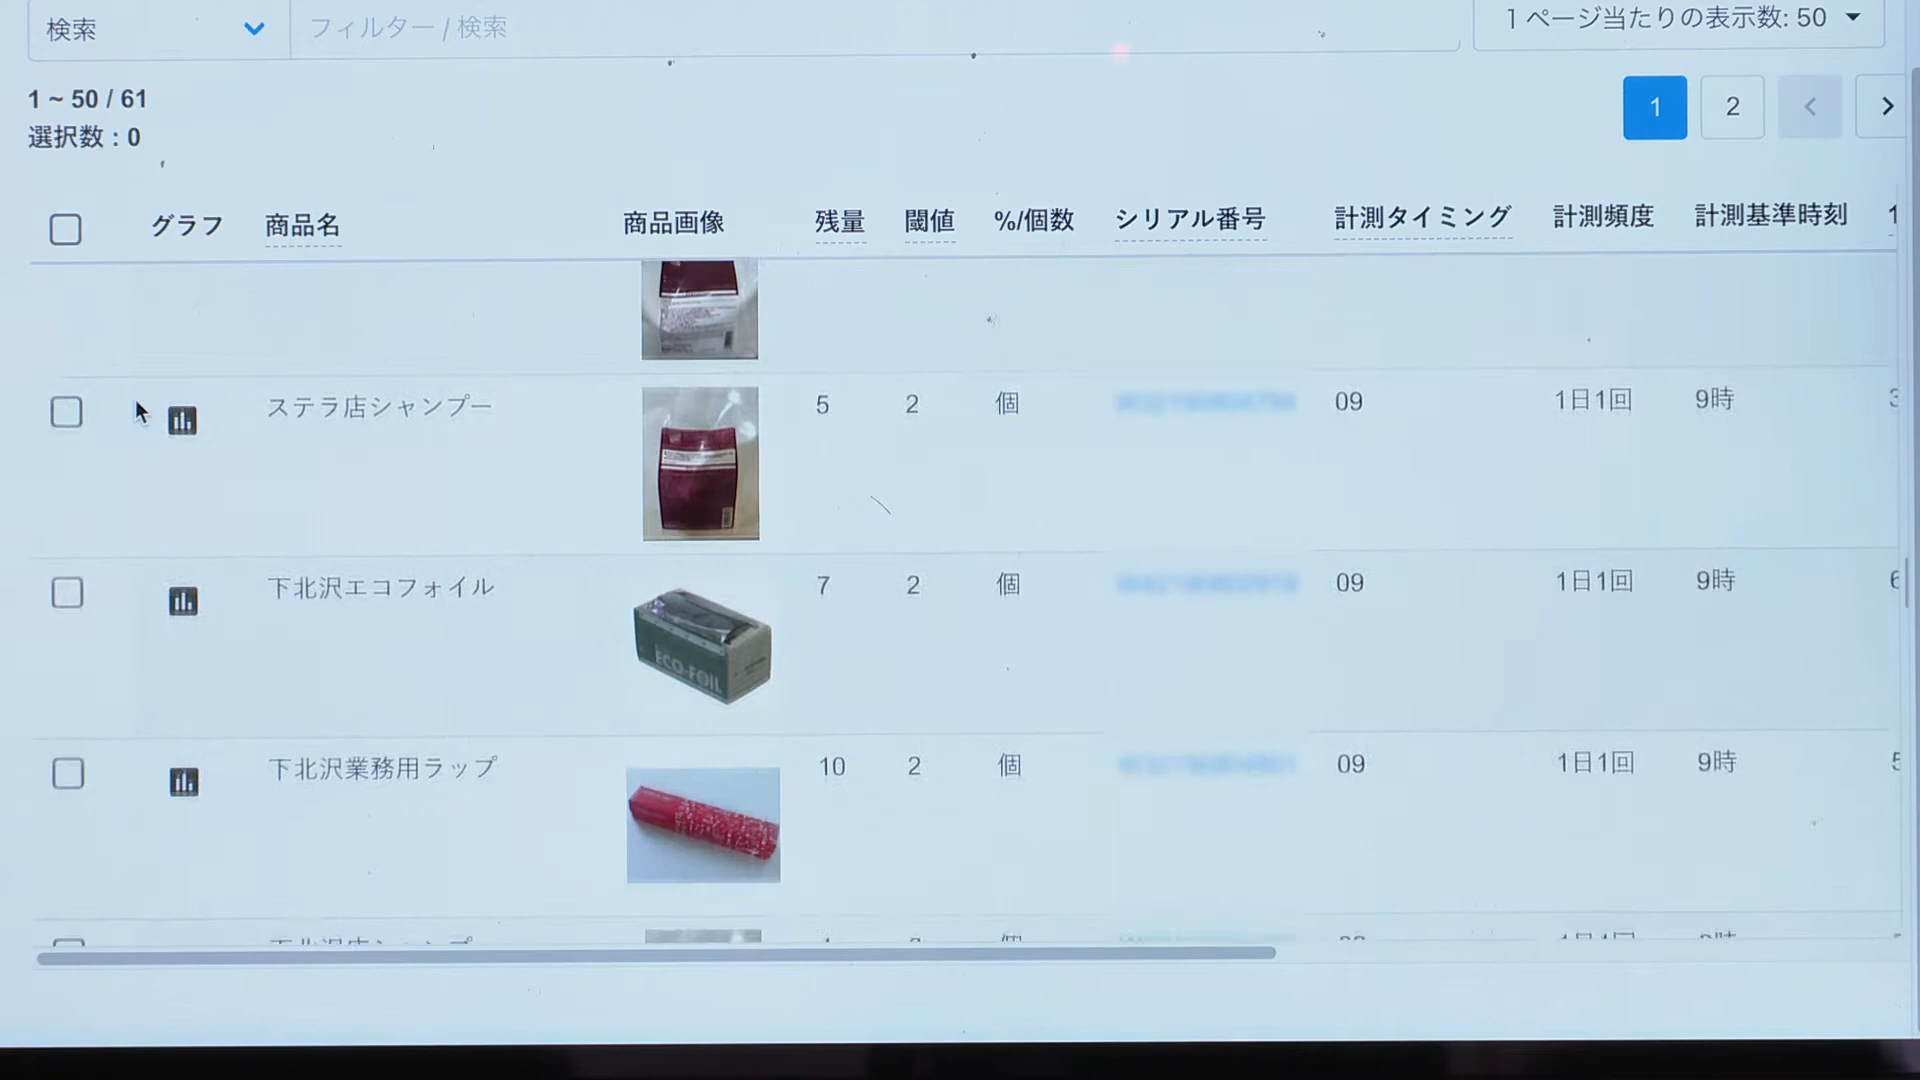 検索 フィルター / 検索 1 ページ当たりの表示数: 50
1 ~ 50 / 61
選択数 : 0
1 2
グラフ 商品名 商品画像 残量 閾値 %/個数 シリアル番号 計測タイミング 計測頻度 計測基準時刻
ステラ店シャンプー 5 2 個 09 1日1回 9時
下北沢エコフォイル 7 2 個 09 1日1回 9時
ECO-FOIL
下北沢業務用ラップ 10 2 個 09 1日1回 9時